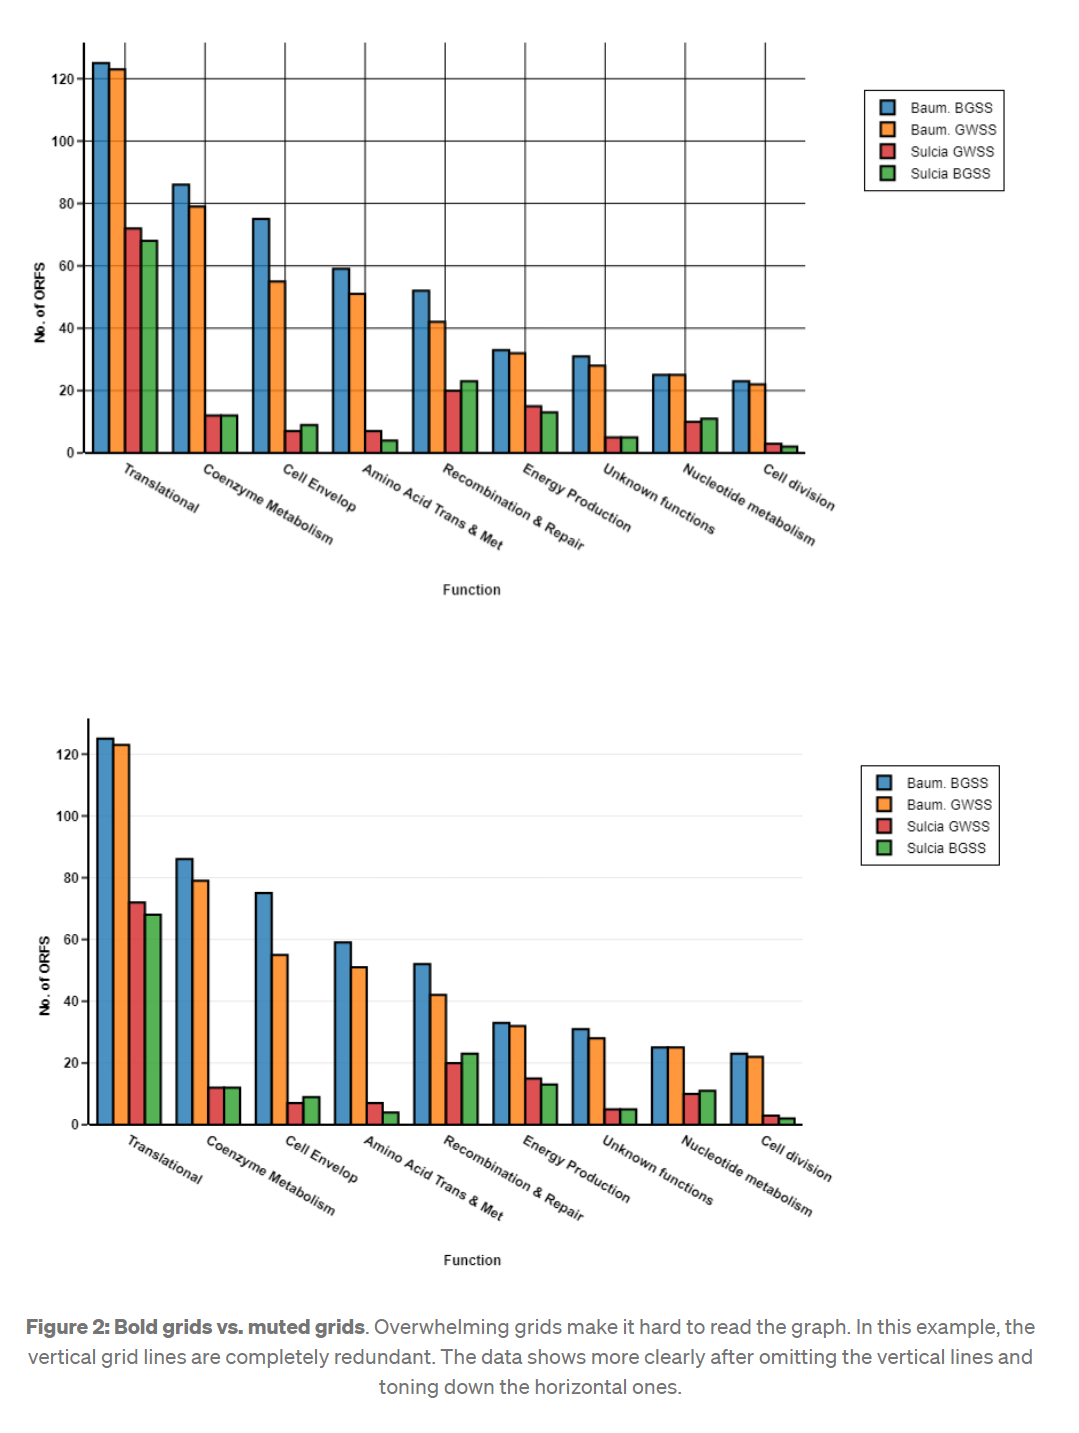 120
100
80
60
40
20
0
No. of ORFS
Baum. BGSS
Baum. GWSS
Sulcia GWSS
Sulcia BGSS
Translational
Coenzyme Metabolism
Cell Envelop
Amino Acid Trans & Met
Recombination & Repair
Energy Production
Unknown functions
Nucleotide metabolism
Cell division
Function
120
100
80
60
40
20
0
No. of ORFS
Baum. BGSS
Baum. GWSS
Sulcia GWSS
Sulcia BGSS
Translational
Coenzyme Metabolism
Cell Envelop
Amino Acid Trans & Met
Recombination & Repair
Energy Production
Unknown functions
Nucleotide metabolism
Cell division
Function
Figure 2: Bold grids vs. muted grids. Overwhelming grids make it hard to read the graph. In this example, the
vertical grid lines are completely redundant. The data shows more clearly after omitting the vertical lines and
toning down the horizontal ones.